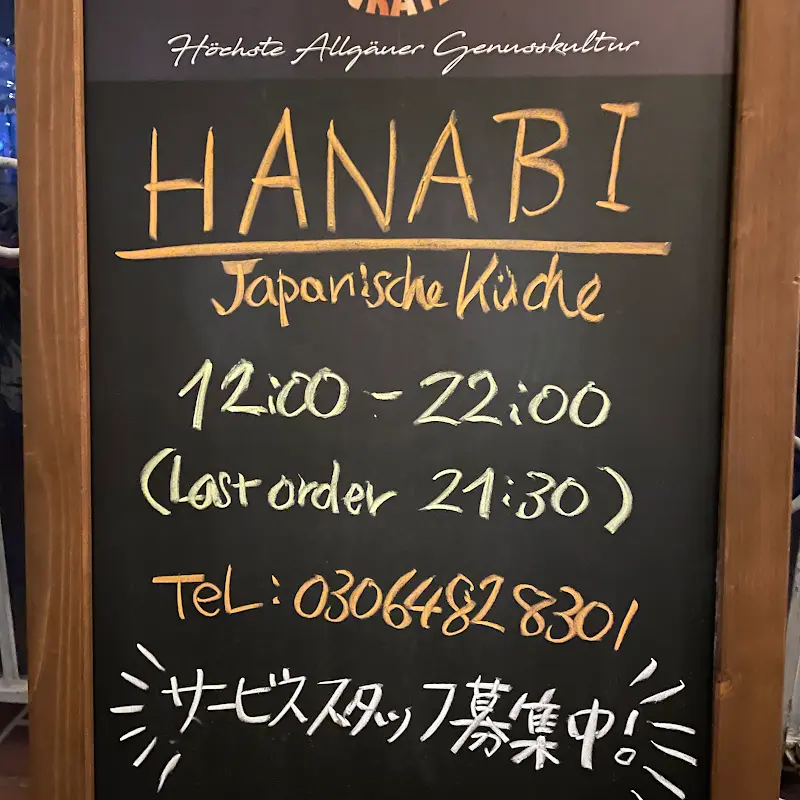 Höchste Allgäuer Genusskultur
HANABI
Japanische Küche
12:00 - 22:00
(Last order 21:30)
TeL: 03064828301
サービススタッフ募集中!